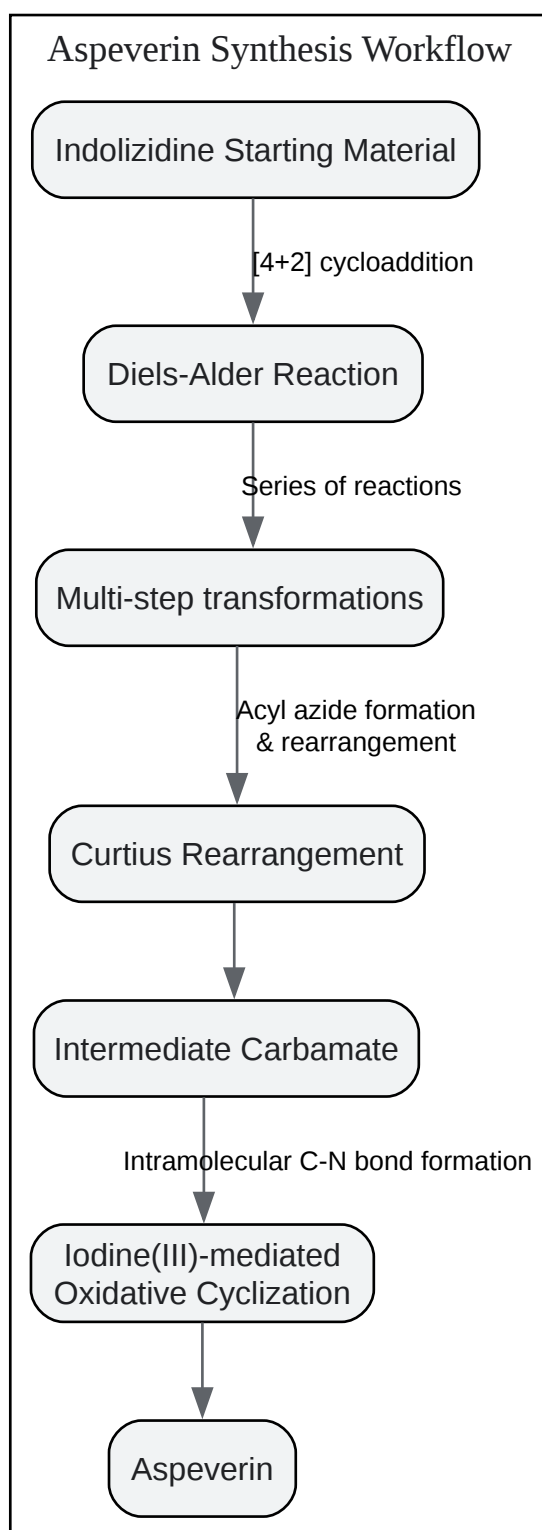 Aspeverin Synthesis Workflow
Indolizidine Starting Material
[4+2] cycloaddition
Diels-Alder Reaction
Series of reactions
Multi-step transformations
Acyl azide formation
& rearrangement
Curtius Rearrangement
Intermediate Carbamate
Intramolecular C-N bond formation
Iodine(III)-mediated
Oxidative Cyclization
Aspeverin